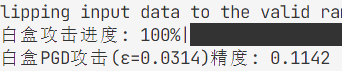 lipping input data to the valid ra
白盒攻击进度: 100%|
白盒PGD攻击(ε=0.0314)精度: 0.1142